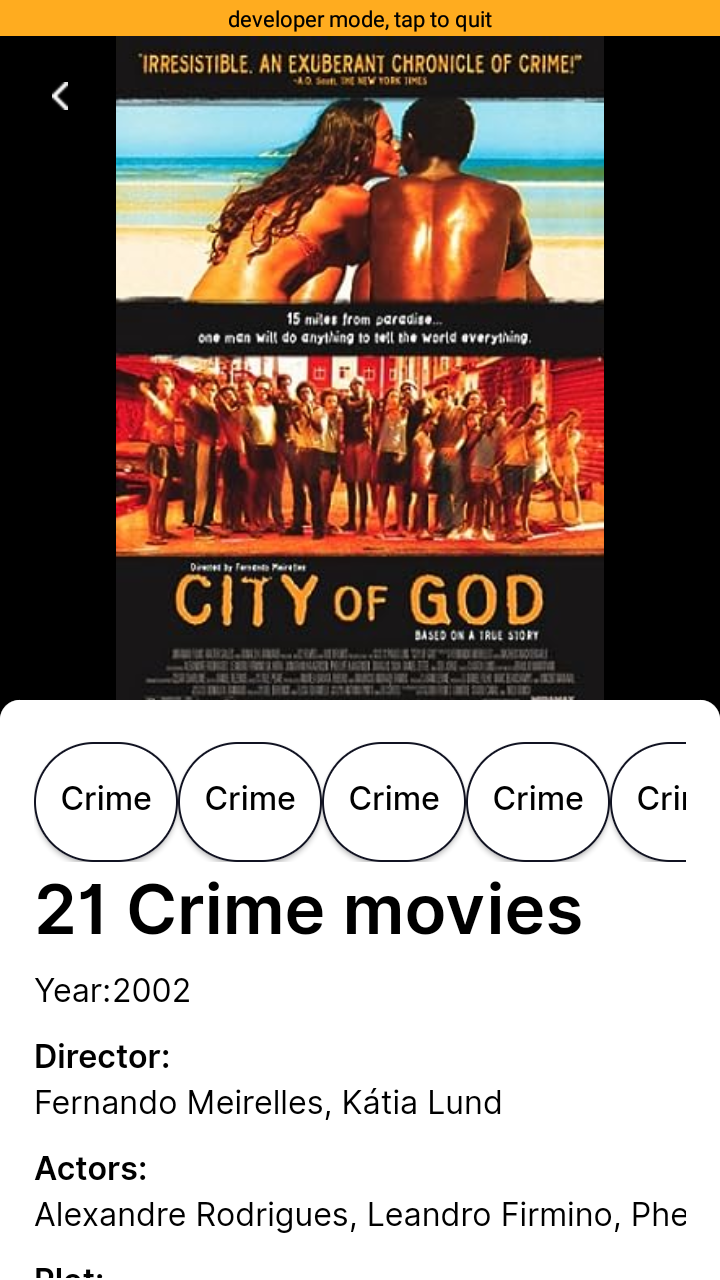 developer mode, tap to quit
"IRRESISTIBLE. AN EXUBERANT CHRONICLE OF CRIME!"
-A.O. Scott, THE NEW YORK TIMES
15 miles from paradise...
one man will do anything to tell the world everything.
Directed by Fernando Meirelles
CITY OF GOD
BASED ON A TRUE STORY
Crime Crime Crime Crime Crim
21 Crime movies
Year:2002
Director:
Fernando Meirelles, Kátia Lund
Actors:
Alexandre Rodrigues, Leandro Firmino, Phe
Plot: